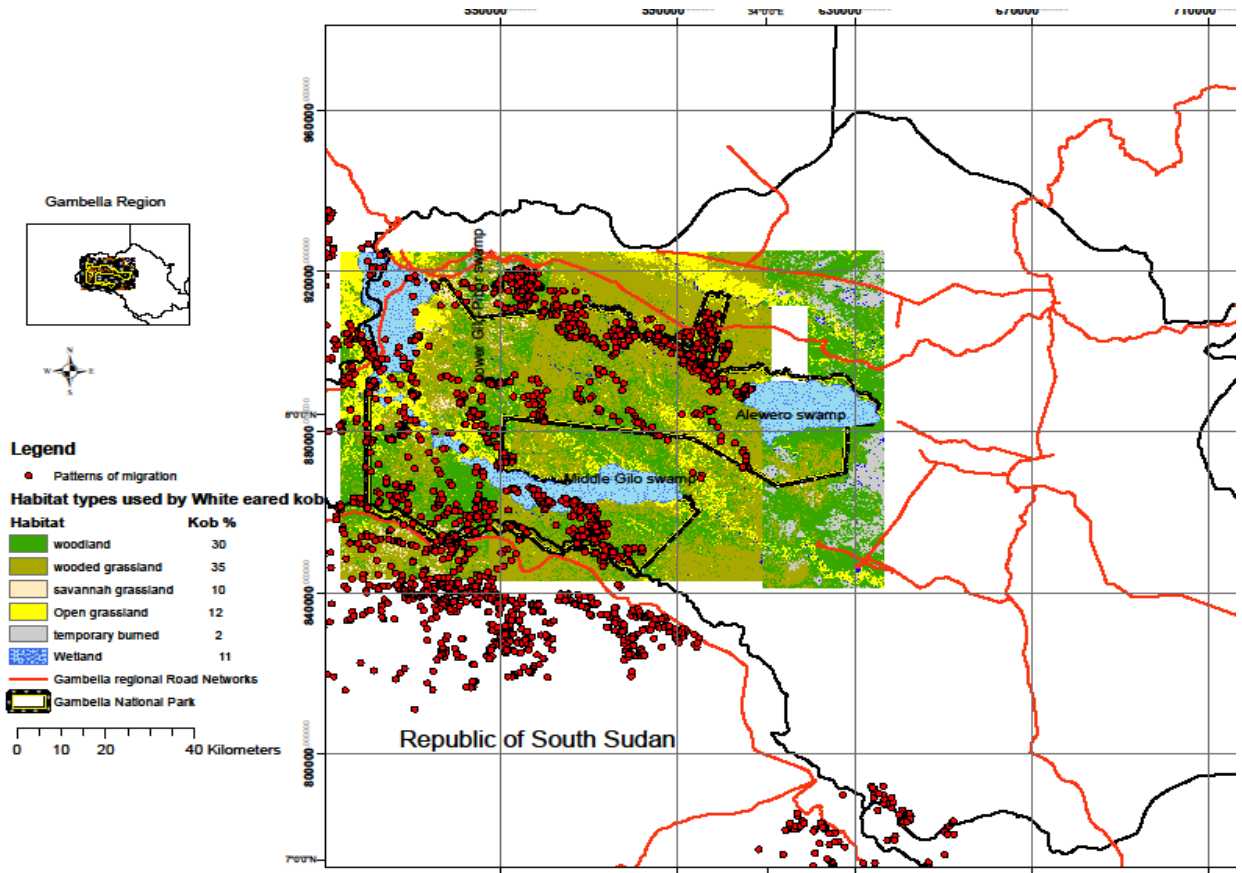 550000 590000 34°0'0"E 630000 670000 710000
960000
920000
8°0'0"N
880000
840000
800000
7°0'0"N
Gambella Region
N
W E
S
Legend
Patterns of migration
Habitat types used by White eared kob
Habitat Kob %
woodland 30
wooded grassland 35
savannah grassland 10
Open grassland 12
temporary burned 2
Wetland 11
Gambella regional Road Networks
Gambella National Park
0 10 20 40 Kilometers
swamp
Alewero swamp
Middle Gilo swamp
Republic of South Sudan